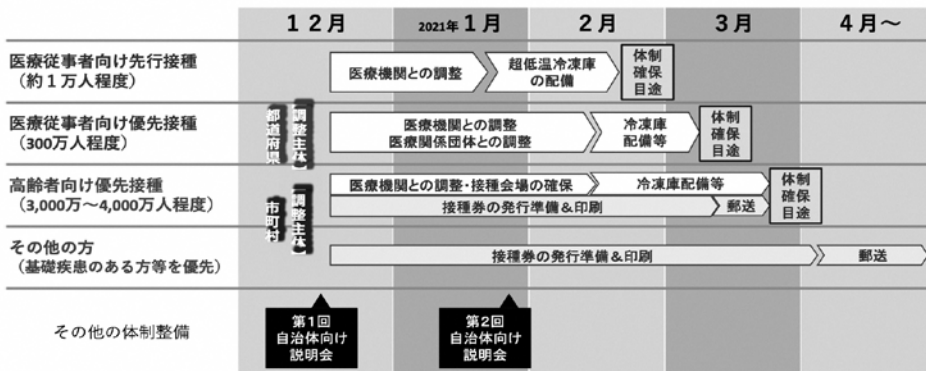 12月
2021年 1月
2月
3月
4月～
医療従事者向け先行接種
（約1万人程度）
医療機関との調整
超低温冷凍庫
の配備
体制
確保
目途
医療従事者向け優先接種
（300万人程度）
【調整主体】
都道府県
医療機関との調整
医療関係団体との調整
冷凍庫
配備等
体制
確保
目途
高齢者向け優先接種
（3,000万～4,000万人程度）
【調整主体】
市町村
医療機関との調整・接種会場の確保
冷凍庫配備等
接種券の発行準備＆印刷
郵送
体制
確保
目途
その他の方
（基礎疾患のある方等を優先）
接種券の発行準備＆印刷
郵送
その他の体制整備
第1回
自治体向け
説明会
第2回
自治体向け
説明会